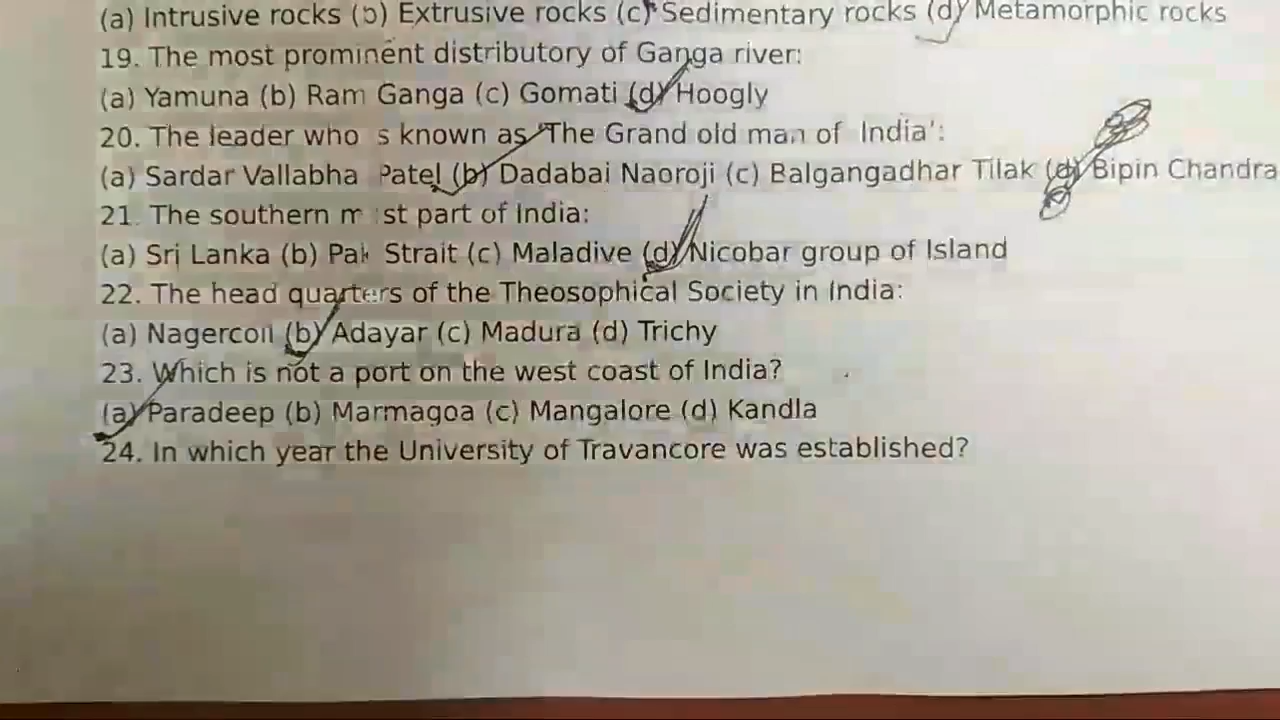 (a) Intrusive rocks (b) Extrusive rocks (c) Sedimentary rocks (d) Metamorphic rocks
19. The most prominent distributory of Ganga river:
(a) Yamuna (b) Ram Ganga (c) Gomati (d) Hoogly
20. The leader who s known as 'The Grand old man of India':
(a) Sardar Vallabha Patel (b) Dadabai Naoroji (c) Balgangadhar Tilak (d) Bipin Chandra
21. The southern m st part of India:
(a) Sri Lanka (b) Pak Strait (c) Maladive (d) Nicobar group of Island
22. The head quarters of the Theosophical Society in India:
(a) Nagercoil (b) Adayar (c) Madura (d) Trichy
23. Which is not a port on the west coast of India?
(a) Paradeep (b) Marmagoa (c) Mangalore (d) Kandla
24. In which year the University of Travancore was established?